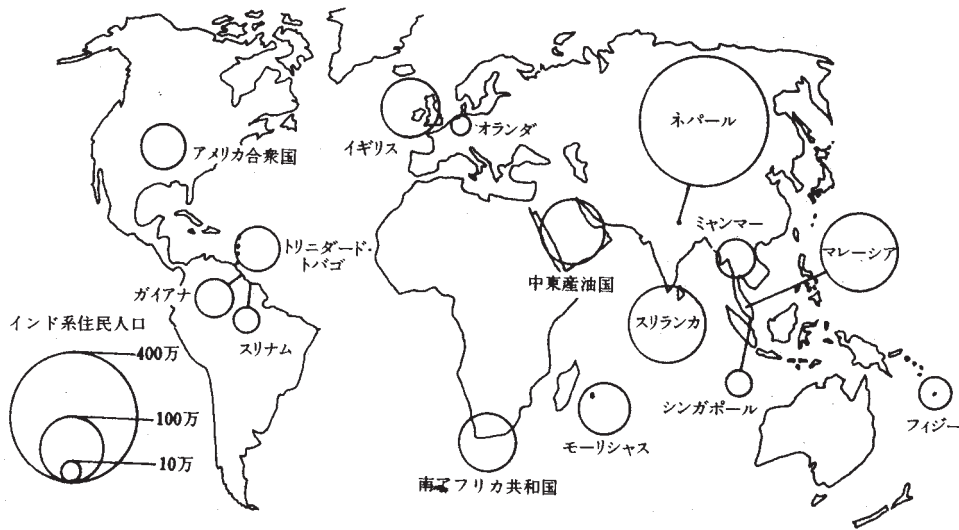 ネパール
オランダ
イギリス
アメリカ合衆国
ミャンマー
マレーシア
トリニダード・
トバゴ
中東産油国
ガイアナ
スリランカ
スリナム
インド系住民人口
400万
100万
10万
シンガポール
フィジー
モーリシャス
南アフリカ共和国